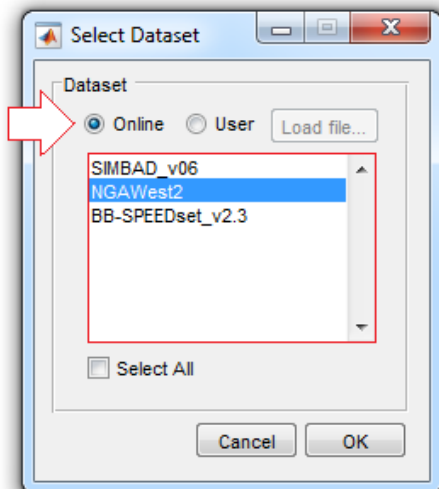 Select Dataset
Dataset
Online User Load file...
SIMBAD_v06
NGAWest2
BB-SPEEDset_v2.3
Select All
Cancel OK